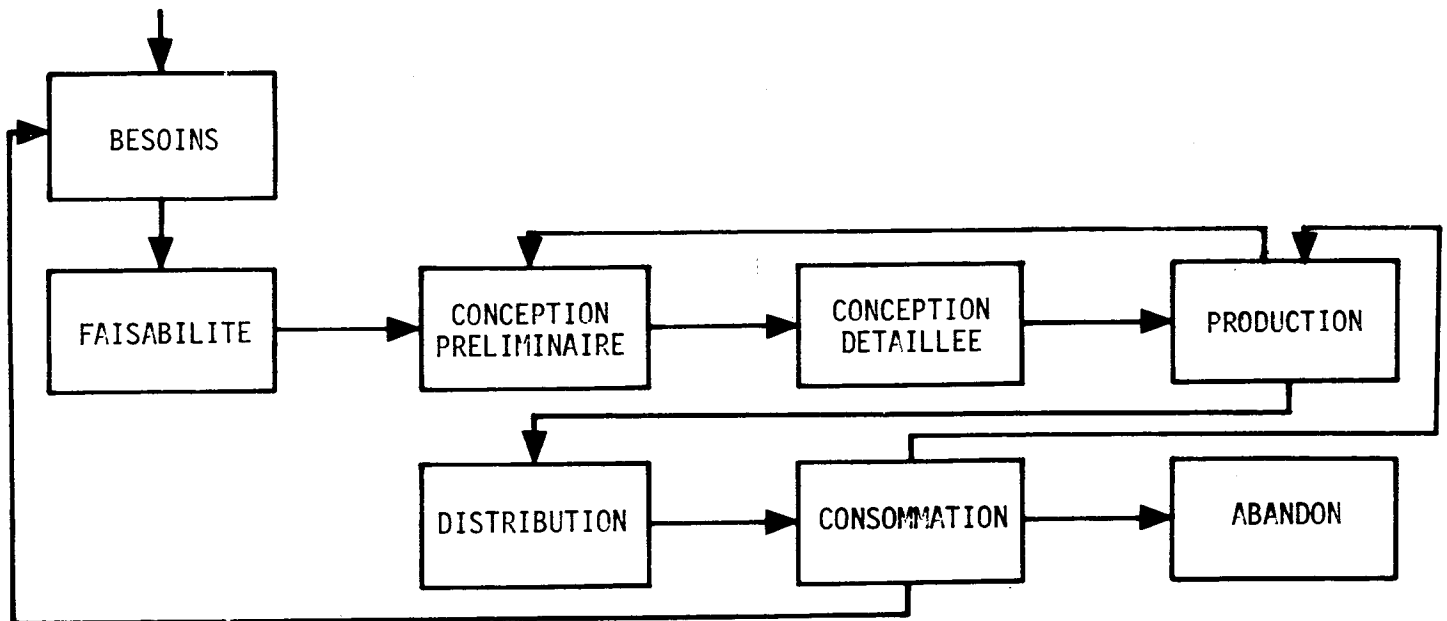 BESOINS
FAISABILITE
CONCEPTION
PRELIMINAIRE
CONCEPTION
DETAILLEE
PRODUCTION
DISTRIBUTION
CONSOMMATION
ABANDON